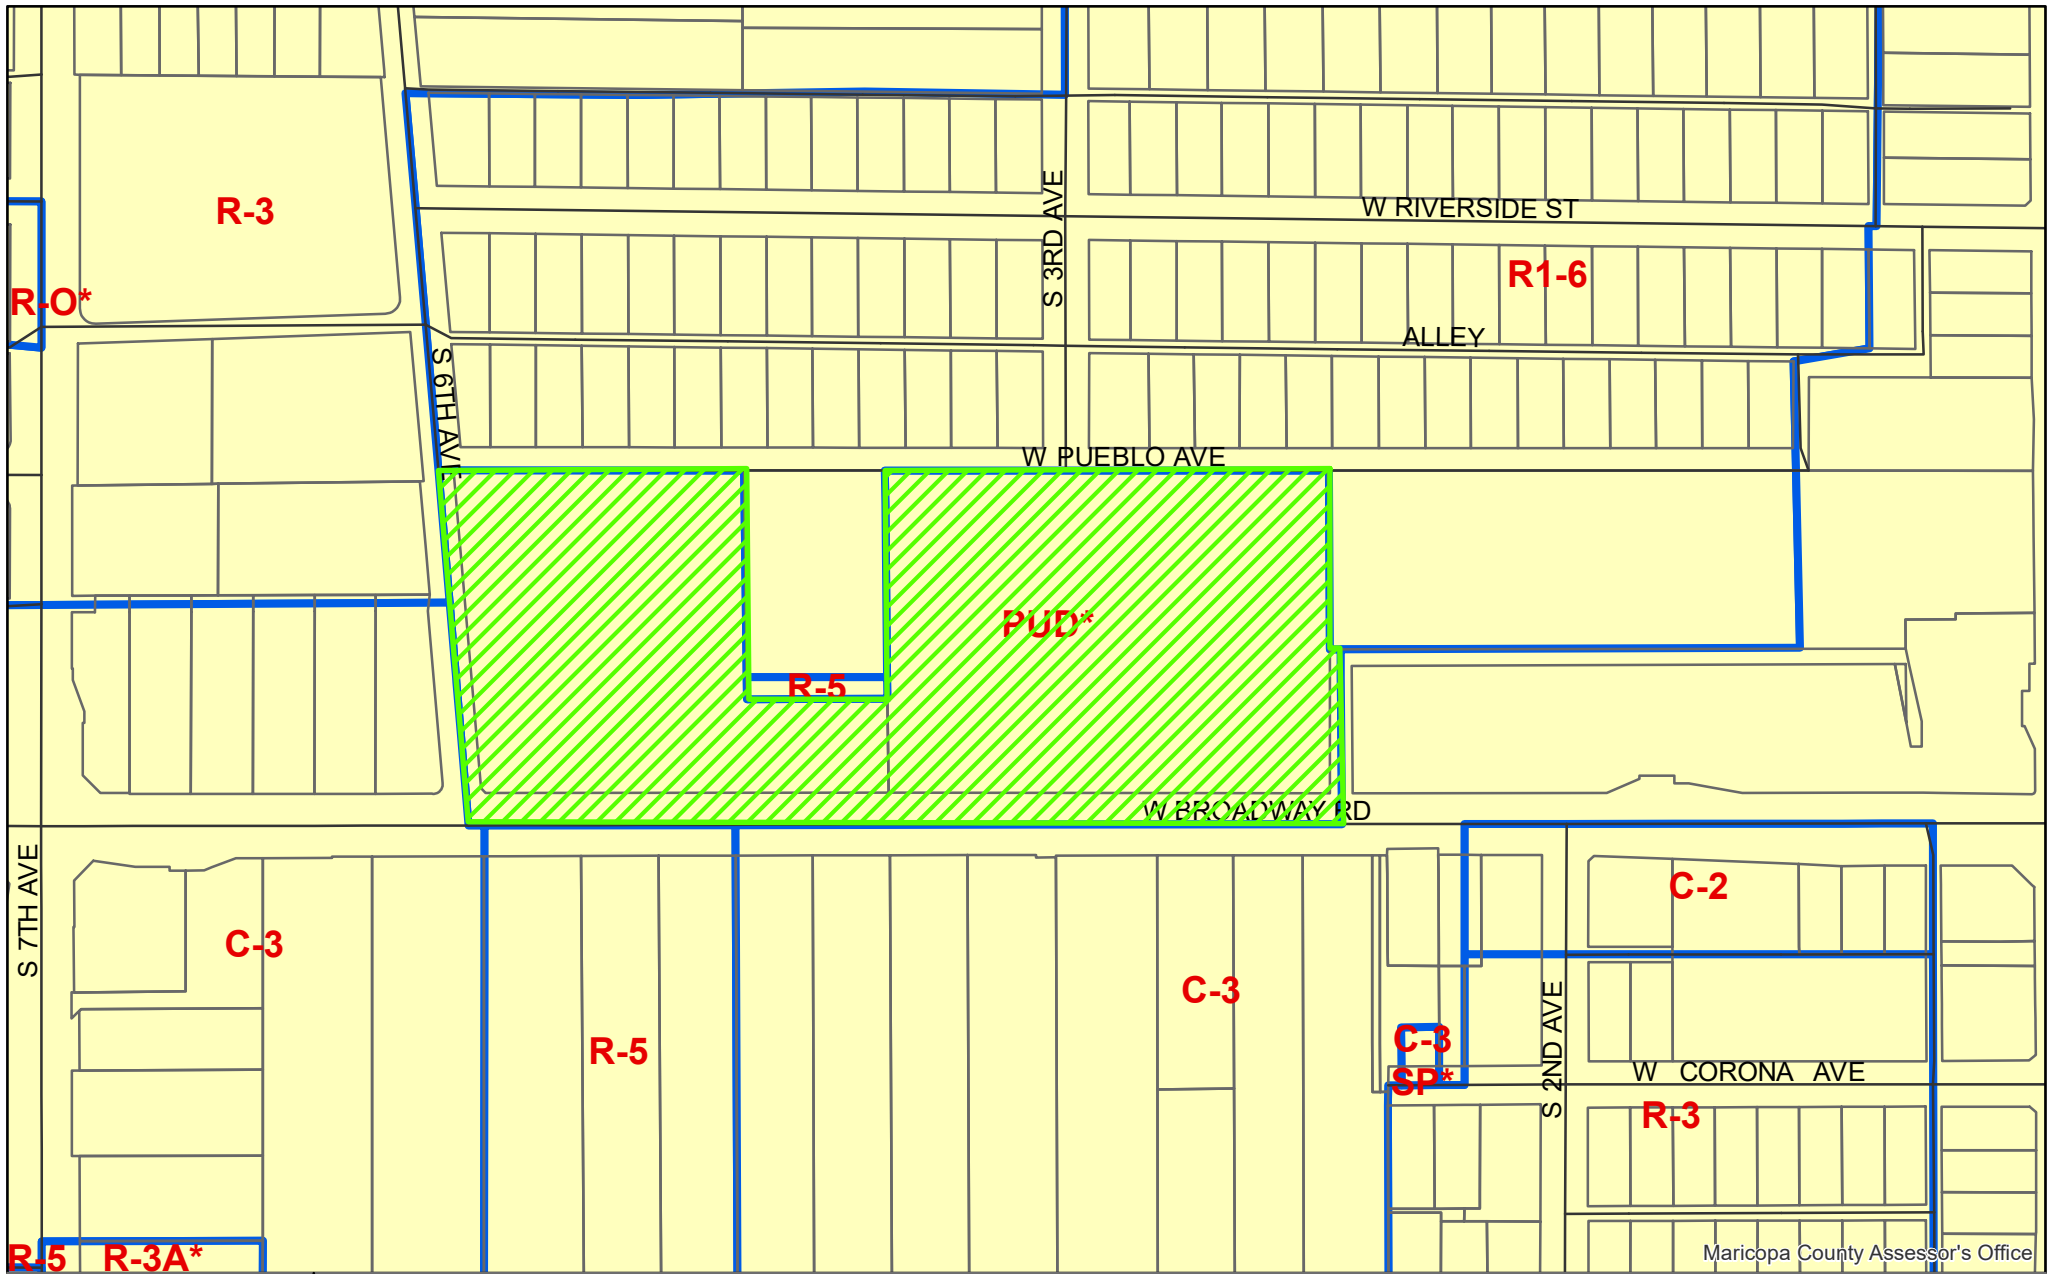 R-3
W RIVERSIDE ST
S 3RD AVE
R1-6
R-O*
ALLEY
S 6TH AVE
W PUEBLO AVE
PUD*
R-5
W BROADWAY RD
S 7TH AVE
C-2
C-3
C-3
R-5
C-3
SP*
S 2ND AVE
W CORONA AVE
R-3
R-5
R-3A*
Maricopa County Assessor's Office